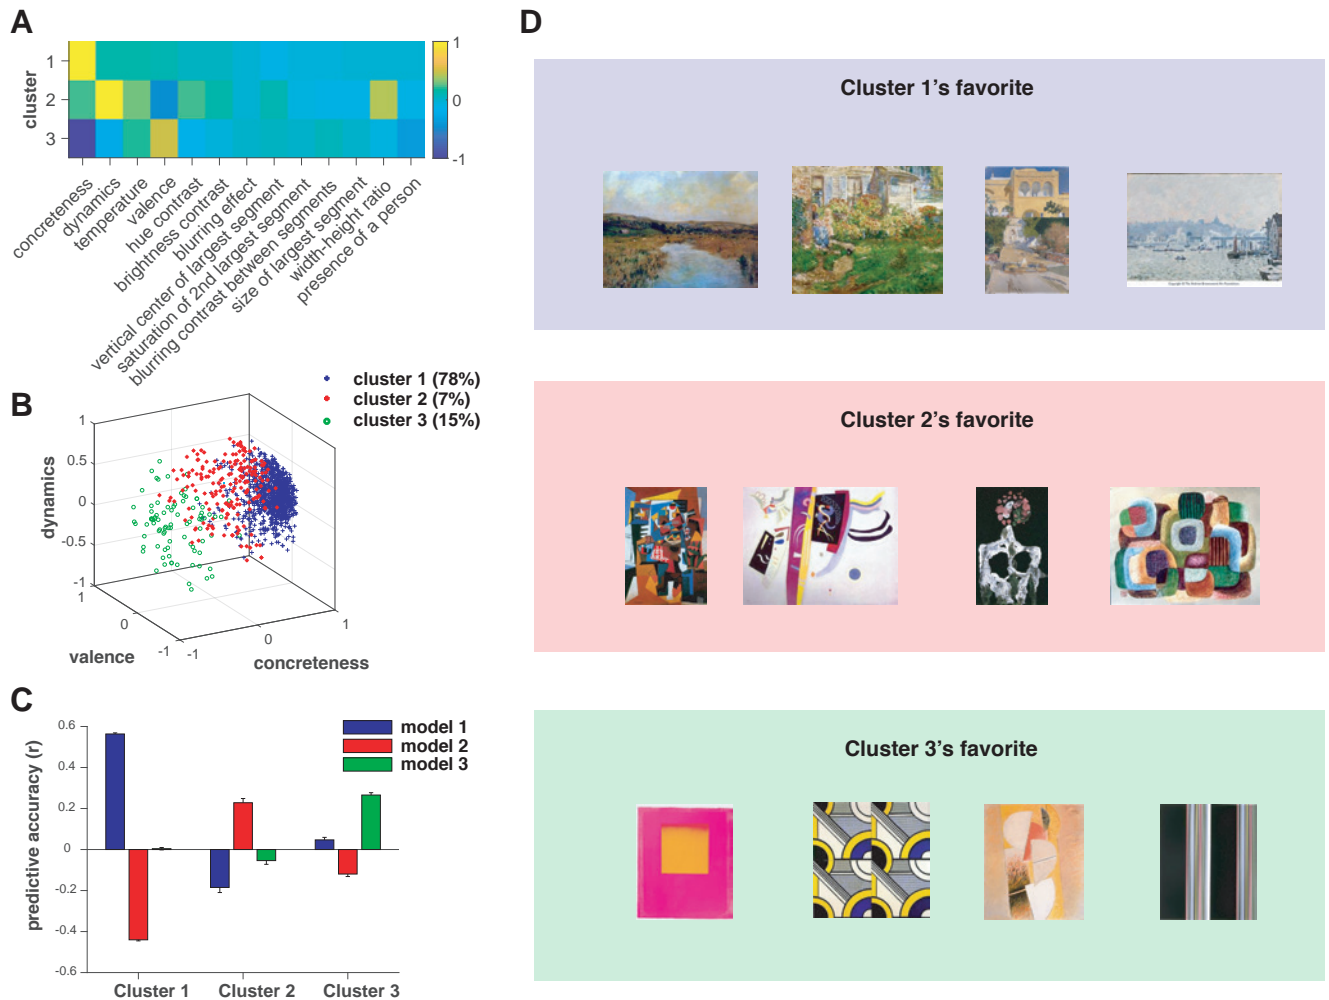 A
1
2
3
cluster
1
0
-1
concreteness
dynamics
temperature
valence
hue contrast
brightness contrast
blurring effect
vertical center of largest segment
saturation of 2nd largest segment
blurring contrast between segments
size of largest segment
width-height ratio
presence of a person
B
cluster 1 (78%)
cluster 2 (7%)
cluster 3 (15%)
1
0.5
0
-0.5
-1
dynamics
1
0
-1
valence
-1
0
1
concreteness
C
model 1
model 2
model 3
0.6
0.4
0.2
0
-0.2
-0.4
-0.6
predictive accuracy (r)
Cluster 1
Cluster 2
Cluster 3
D
Cluster 1's favorite
Cluster 2's favorite
Cluster 3's favorite